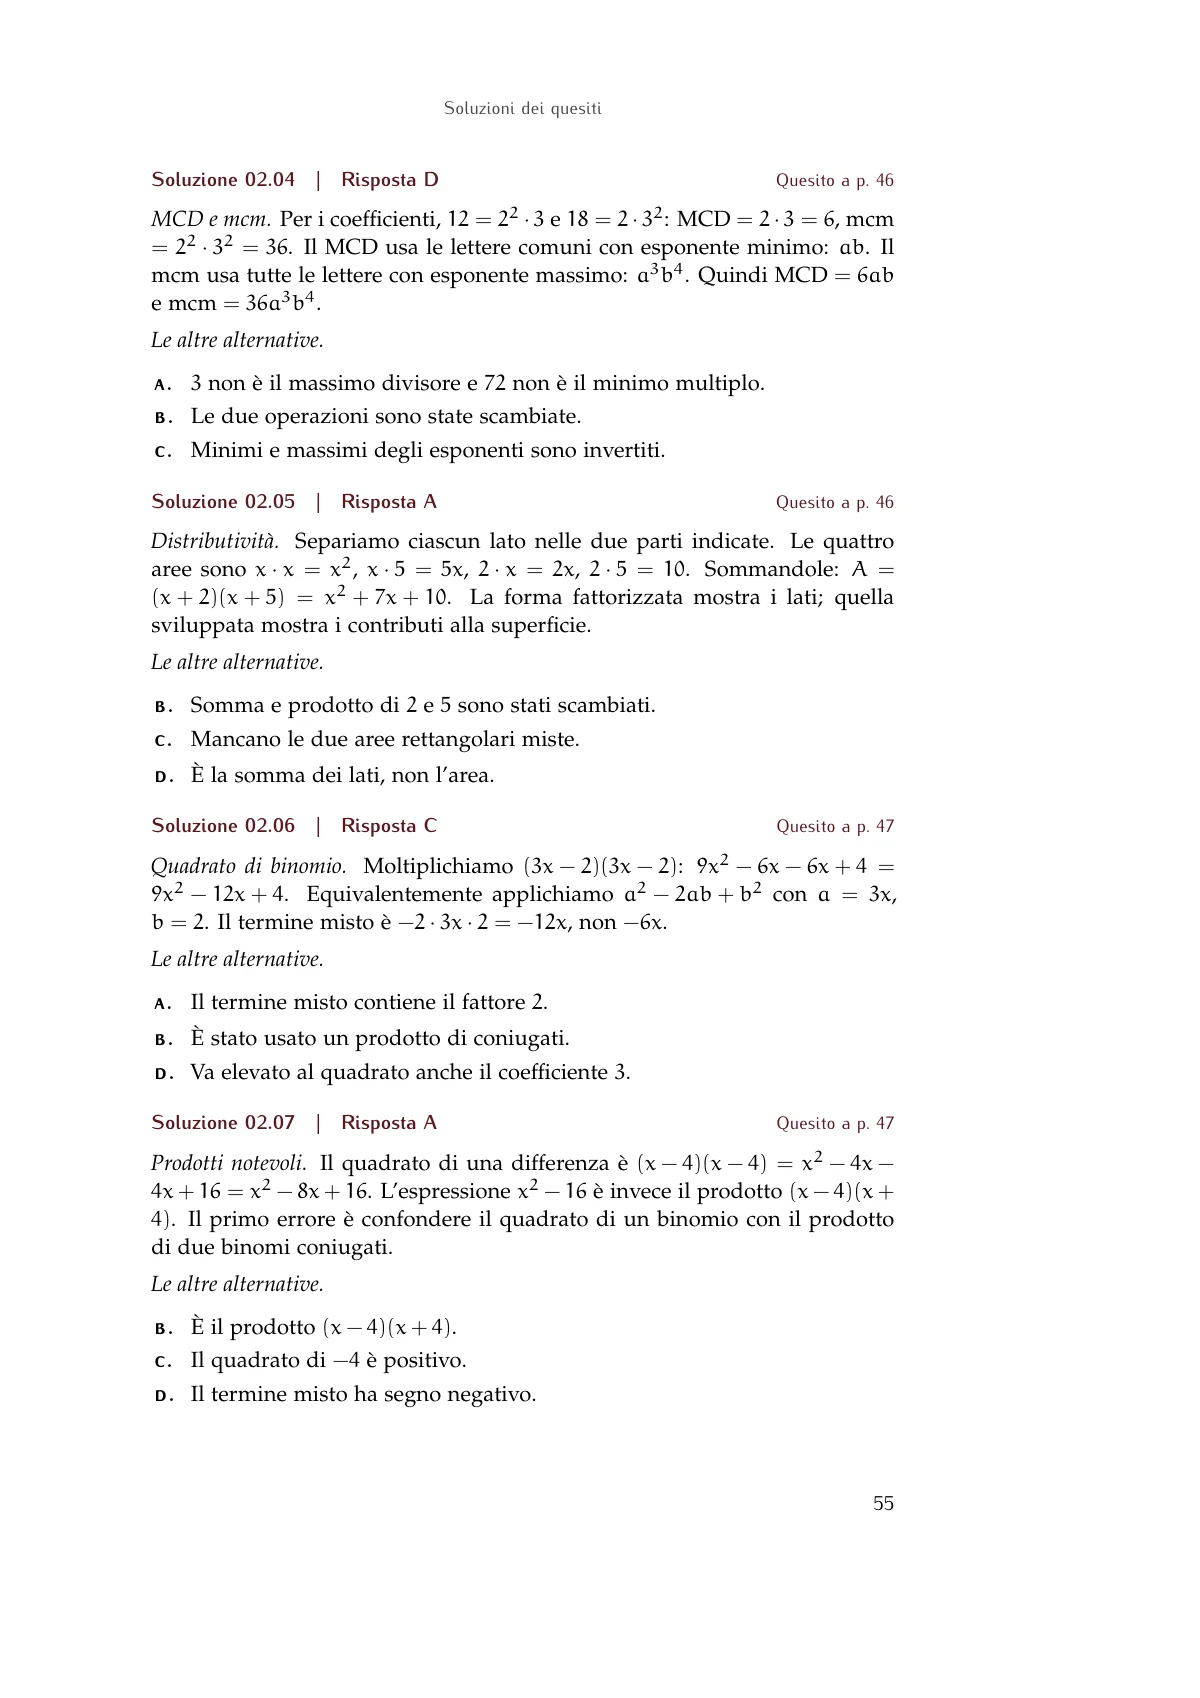 Soluzioni dei quesiti
Soluzione 02.04 | Risposta D Quesito a p. 46
MCD e mcm. Per i coefficienti, 12 = 2² · 3 e 18 = 2 · 3²: MCD = 2 · 3 = 6, mcm
= 2² · 3² = 36. Il MCD usa le lettere comuni con esponente minimo: ab. Il
mcm usa tutte le lettere con esponente massimo: a³b⁴. Quindi MCD = 6ab
e mcm = 36a³b⁴.
Le altre alternative.
A. 3 non è il massimo divisore e 72 non è il minimo multiplo.
B. Le due operazioni sono state scambiate.
C. Minimi e massimi degli esponenti sono invertiti.
Soluzione 02.05 | Risposta A Quesito a p. 46
Distributività. Separiamo ciascun lato nelle due parti indicate. Le quattro
aree sono x · x = x², x · 5 = 5x, 2 · x = 2x, 2 · 5 = 10. Sommandole: A =
(x + 2)(x + 5) = x² + 7x + 10. La forma fattorizzata mostra i lati; quella
sviluppata mostra i contributi alla superficie.
Le altre alternative.
B. Somma e prodotto di 2 e 5 sono stati scambiati.
C. Mancano le due aree rettangolari miste.
D. È la somma dei lati, non l’area.
Soluzione 02.06 | Risposta C Quesito a p. 47
Quadrato di binomio. Moltiplichiamo (3x − 2)(3x − 2): 9x² − 6x − 6x + 4 =
9x² − 12x + 4. Equivalentemente applichiamo a² − 2ab + b² con a = 3x,
b = 2. Il termine misto è −2 · 3x · 2 = −12x, non −6x.
Le altre alternative.
A. Il termine misto contiene il fattore 2.
B. È stato usato un prodotto di coniugati.
D. Va elevato al quadrato anche il coefficiente 3.
Soluzione 02.07 | Risposta A Quesito a p. 47
Prodotti notevoli. Il quadrato di una differenza è (x − 4)(x − 4) = x² − 4x −
4x + 16 = x² − 8x + 16. L’espressione x² − 16 è invece il prodotto (x − 4)(x +
4). Il primo errore è confondere il quadrato di un binomio con il prodotto
di due binomi coniugati.
Le altre alternative.
B. È il prodotto (x − 4)(x + 4).
C. Il quadrato di −4 è positivo.
D. Il termine misto ha segno negativo.
55